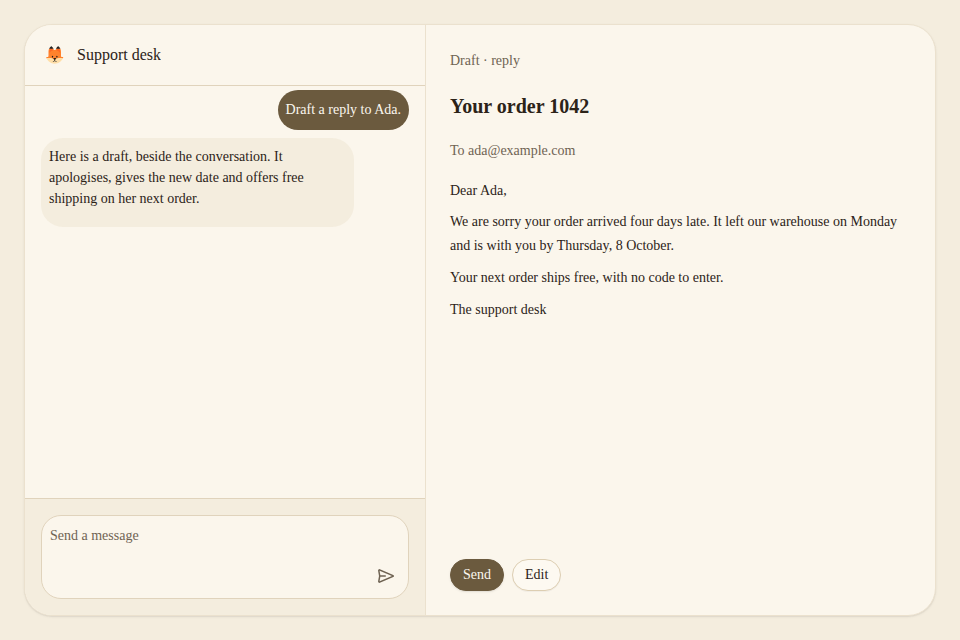 Support desk
Draft a reply to Ada.
Here is a draft, beside the conversation. It
apologises, gives the new date and offers free
shipping on her next order.
Send a message
Draft · reply
Your order 1042
To ada@example.com
Dear Ada,
We are sorry your order arrived four days late. It left our warehouse on Monday
and is with you by Thursday, 8 October.
Your next order ships free, with no code to enter.
The support desk
Send
Edit